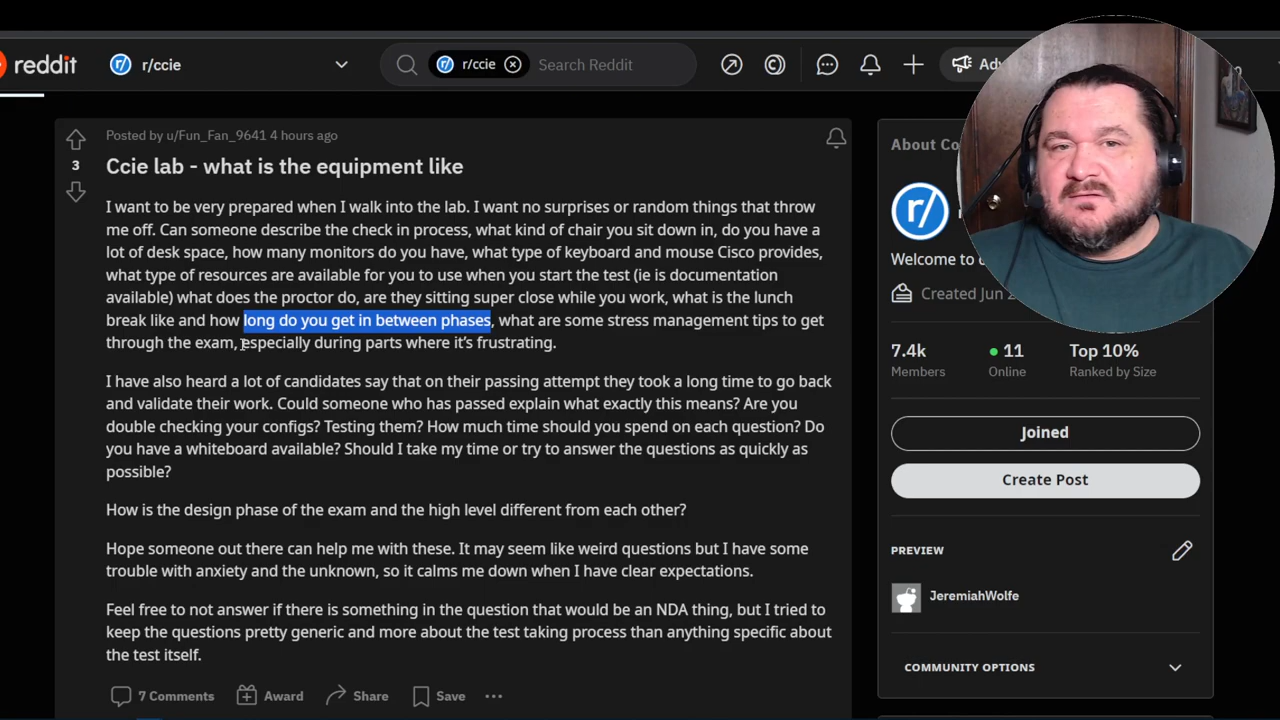 reddit
r/ccie
r/ccie
Search Reddit
Posted by u/Fun_Fan_9641 4 hours ago
3
Ccie lab - what is the equipment like
I want to be very prepared when I walk into the lab. I want no surprises or random things that throw
me off. Can someone describe the check in process, what kind of chair you sit down in, do you have a
lot of desk space, how many monitors do you have, what type of keyboard and mouse Cisco provides,
what type of resources are available for you to use when you start the test (ie is documentation
available) what does the proctor do, are they sitting super close while you work, what is the lunch
break like and how long do you get in between phases, what are some stress management tips to get
through the exam, especially during parts where it's frustrating.
I have also heard a lot of candidates say that on their passing attempt they took a long time to go back
and validate their work. Could someone who has passed explain what exactly this means? Are you
double checking your configs? Testing them? How much time should you spend on each question? Do
you have a whiteboard available? Should I take my time or try to answer the questions as quickly as
possible?
How is the design phase of the exam and the high level different from each other?
Hope someone out there can help me with these. It may seem like weird questions but I have some
trouble with anxiety and the unknown, so it calms me down when I have clear expectations.
Feel free to not answer if there is something in the question that would be an NDA thing, but I tried to
keep the questions pretty generic and more about the test taking process than anything specific about
the test itself.
7 Comments
Award
Share
Save
About
r/
Welcome to
Created Jun
7.4k
Members
11
Online
Top 10%
Ranked by Size
Joined
Create Post
PREVIEW
JeremiahWolfe
COMMUNITY OPTIONS